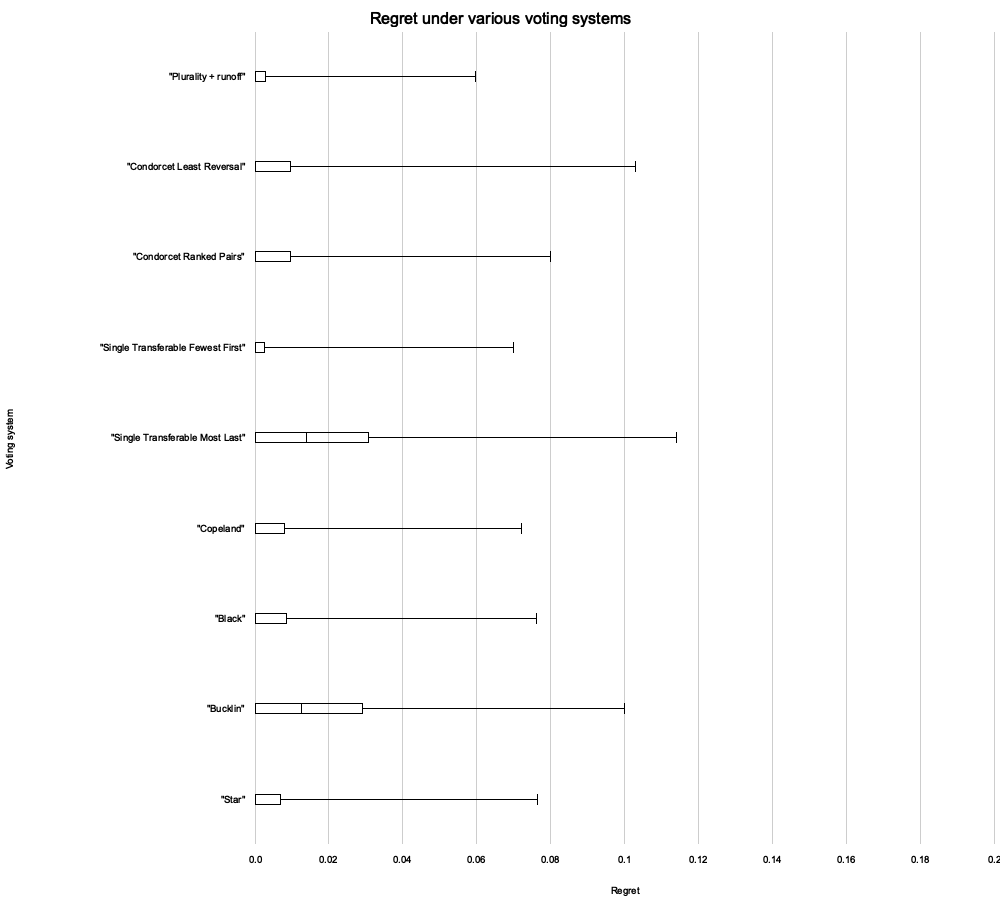 Regret under various voting systems
"Plurality + runoff"
"Condorcet Least Reversal"
"Condorcet Ranked Pairs"
"Single Transferable Fewest First"
"Single Transferable Most Last"
"Copeland"
"Black"
"Bucklin"
"Star"
Voting system
0.0 0.02 0.04 0.06 0.08 0.1 0.12 0.14 0.16 0.18 0.2
Regret